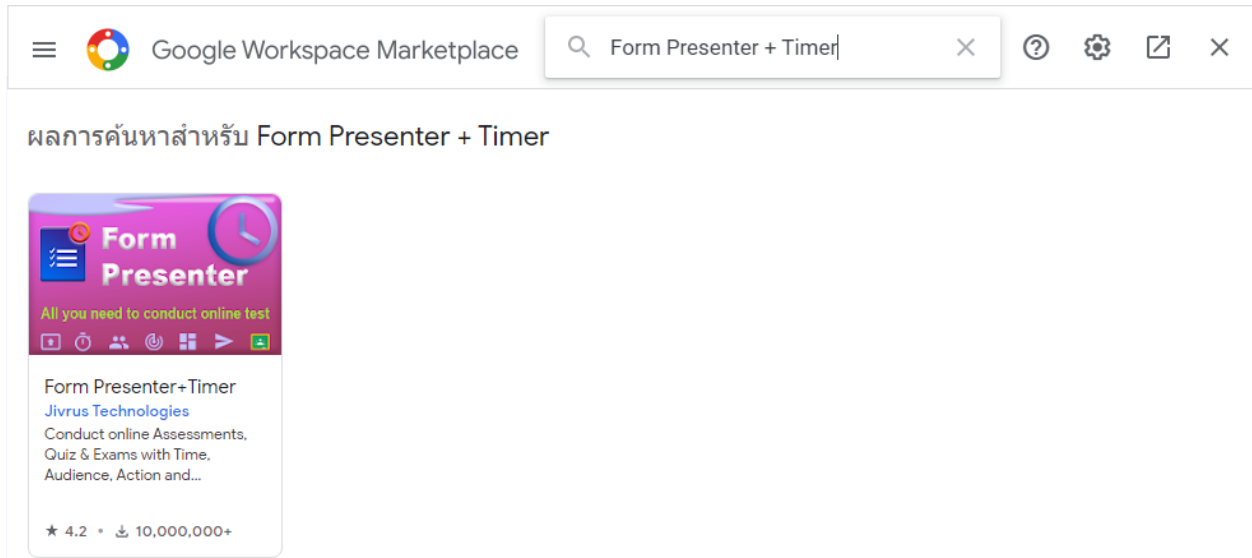 Google Workspace Marketplace
Form Presenter + Timer
ผลการค้นหาสำหรับ Form Presenter + Timer
Form
Presenter
All you need to conduct online test
Form Presenter+Timer
Jivrus Technologies
Conduct online Assessments,
Quiz & Exams with Time,
Audience, Action and...
★ 4.2 • 10,000,000+